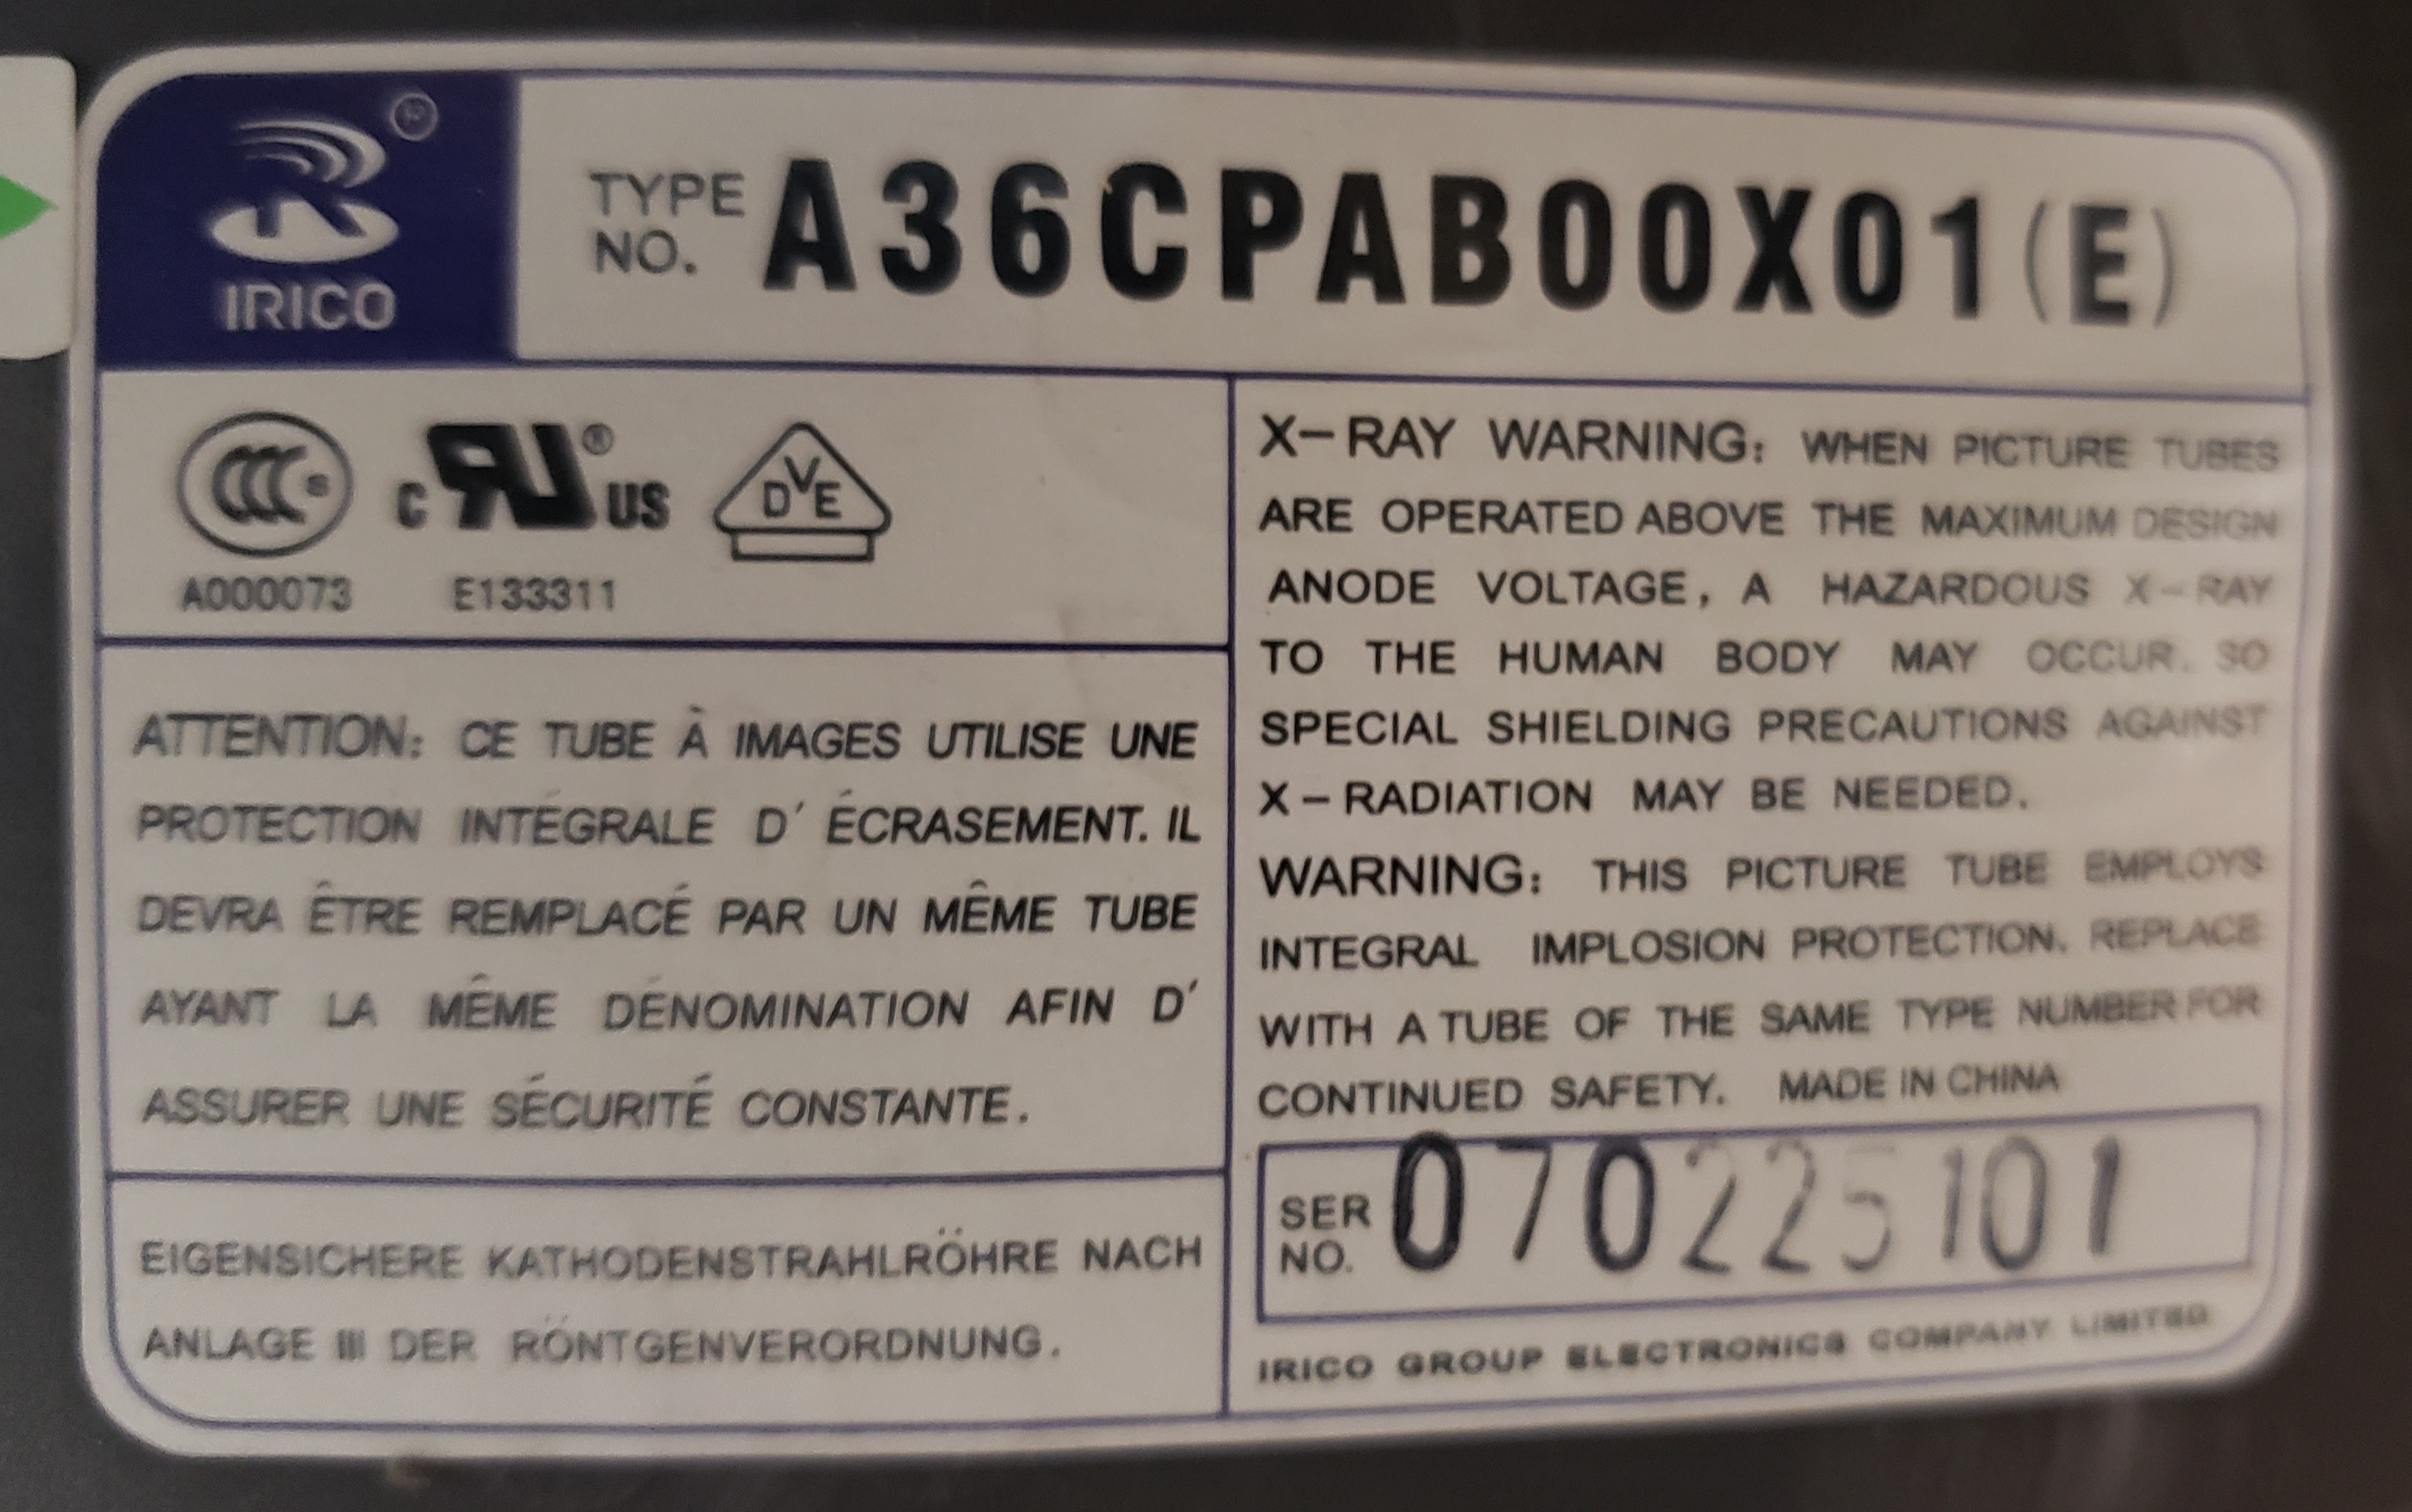 IRICO
®
TYPE NO. A36CPAB00X01(E)
CCC S
A000073
c RU ® US
E133311
DVE
ATTENTION: CE TUBE À IMAGES UTILISE UNE
PROTECTION INTÉGRALE D' ÉCRASEMENT. IL
DEVRA ÊTRE REMPLACÉ PAR UN MÊME TUBE
AYANT LA MÊME DÉNOMINATION AFIN D'
ASSURER UNE SÉCURITÉ CONSTANTE.
EIGENSICHERE KATHODENSTRAHLRÖHRE NACH
ANLAGE III DER RÖNTGENVERORDNUNG.
X-RAY WARNING: WHEN PICTURE TUBES
ARE OPERATED ABOVE THE MAXIMUM DESIGN
ANODE VOLTAGE, A HAZARDOUS X-RAY
TO THE HUMAN BODY MAY OCCUR. SO
SPECIAL SHIELDING PRECAUTIONS AGAINST
X-RADIATION MAY BE NEEDED.
WARNING: THIS PICTURE TUBE EMPLOYS
INTEGRAL IMPLOSION PROTECTION. REPLACE
WITH A TUBE OF THE SAME TYPE NUMBER FOR
CONTINUED SAFETY. MADE IN CHINA
SER NO. 070225101
IRICO GROUP ELECTRONICS COMPANY LIMITED